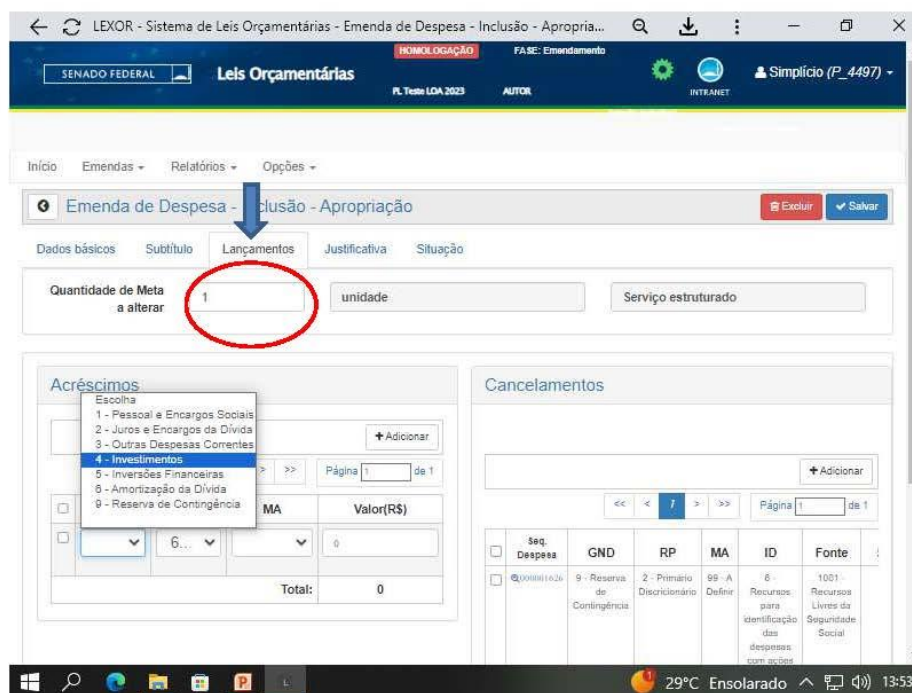 LEXOR - Sistema de Leis Orçamentárias - Emenda de Despesa - Inclusão - Apropria...
HOMOLOGAÇÃO
FASE: Emendamento
SENADO FEDERAL
Leis Orçamentárias
PL Teste LOA 2023
AUTOR
INTRANET
Simplício (P_4497)
Início Emendas Relatórios Opções
Emenda de Despesa - Inclusão - Apropriação
Excluir
Salvar
Dados básicos Subtítulo Lançamentos Justificativa Situação
Quantidade de Meta
a alterar
1
unidade
Serviço estruturado
Acréscimos
Escolha
1 - Pessoal e Encargos Sociais
2 - Juros e Encargos da Dívida
3 - Outras Despesas Correntes
4 - Investimentos
5 - Inversões Financeiras
6 - Amortização da Dívida
9 - Reserva de Contingência
+ Adicionar
> >> Página 1 de 1
MA Valor(R$)
6... 0
Total: 0
Cancelamentos
+ Adicionar
<< < 1 > >> Página 1 de 1
Seq. Despesa GND RP MA ID Fonte
000001626
9 - Reserva de Contingência
2 - Primário Discricionário
99 - A Definir
6 - Recursos para identificação das despesas com ações
1001 - Recursos Livres da Seguridade Social
29°C Ensolarado
13:53